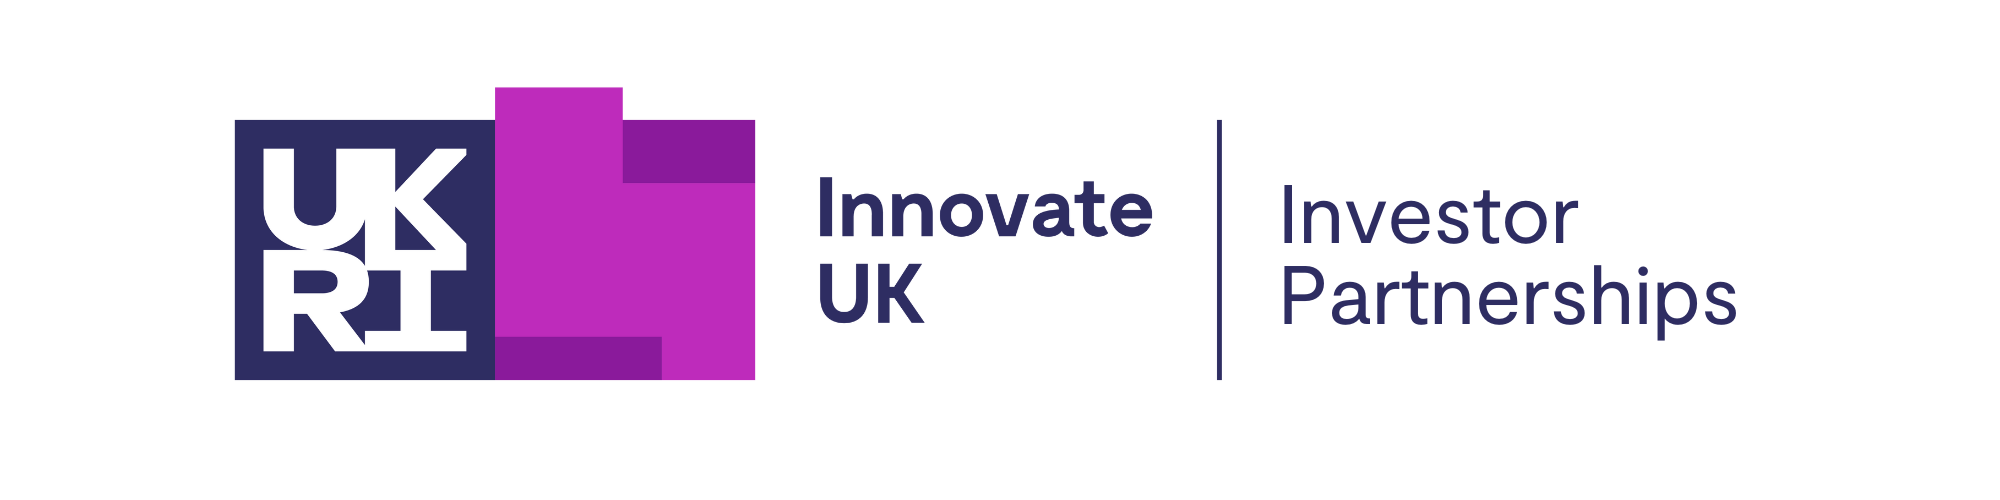 UK
RI
Innovate
UK
Investor
Partnerships